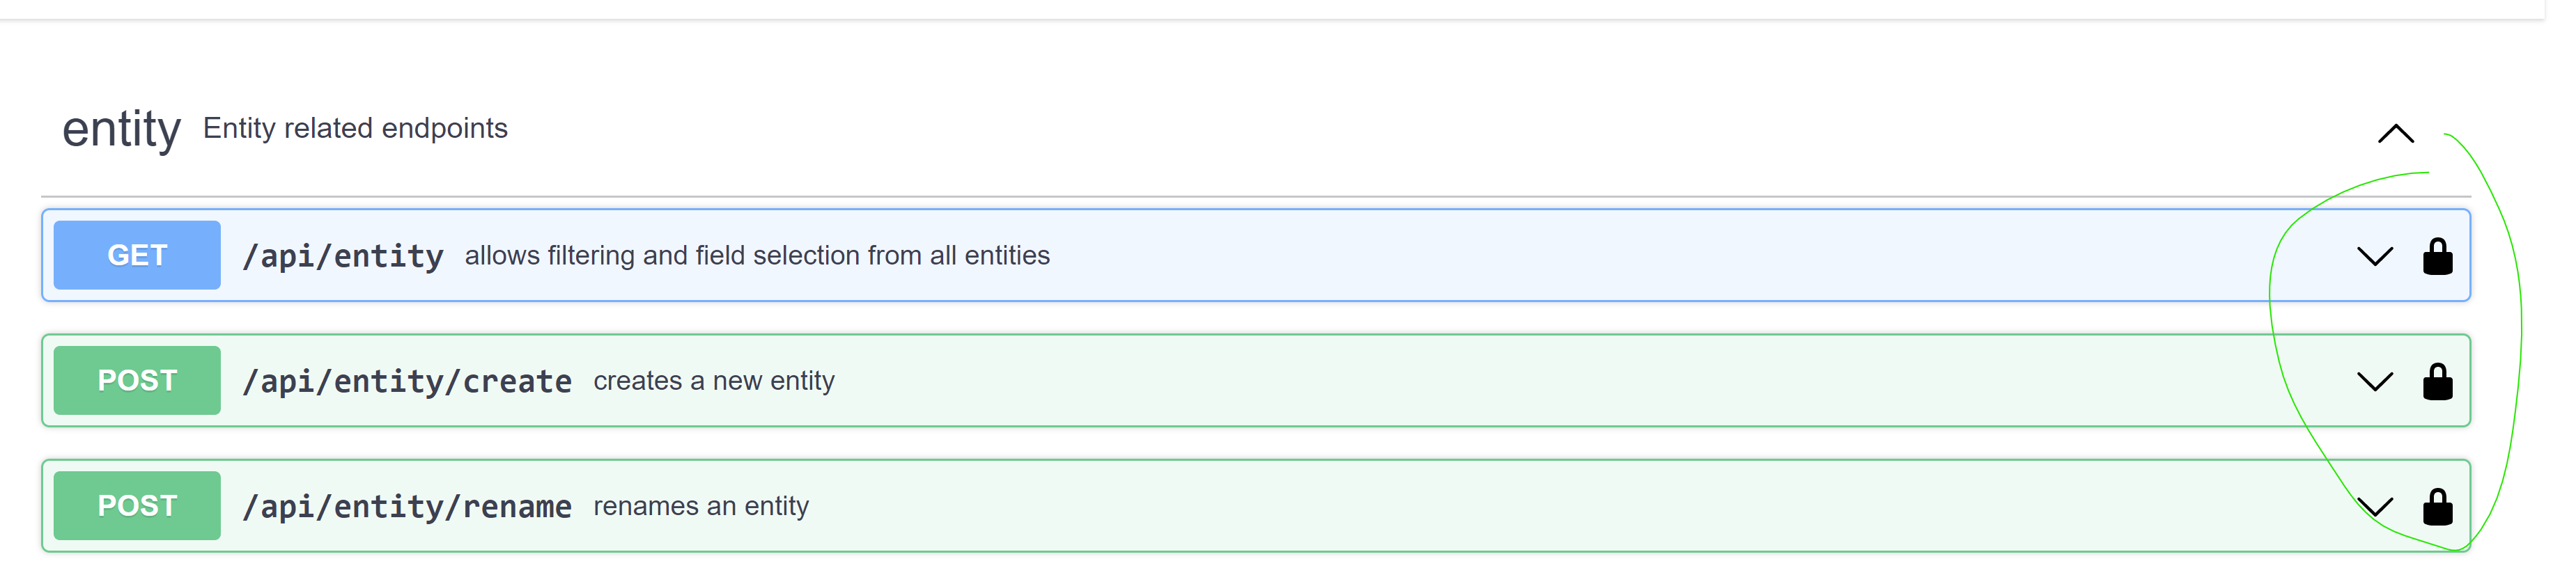 entity Entity related endpoints
GET /api/entity allows filtering and field selection from all entities
POST /api/entity/create creates a new entity
POST /api/entity/rename renames an entity